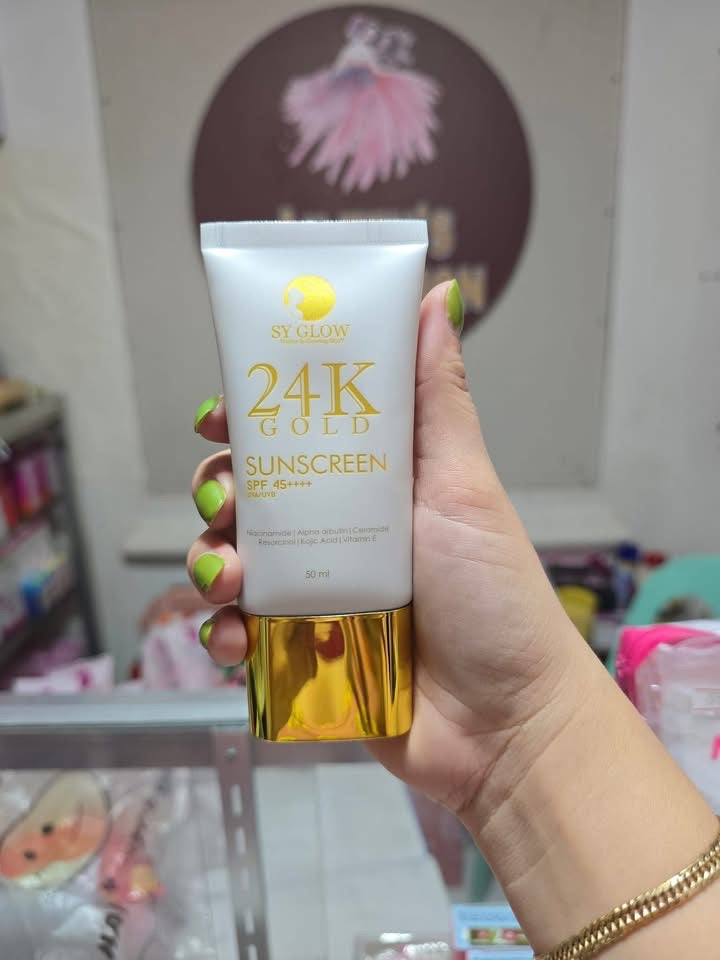 SY GLOW
24K
GOLD
SUNSCREEN
SPF 45++++
UVA/UVB
Niacinamide | Alpha arbutin | Ceramide
Resorcinol | Kojic Acid | Vitamin E
50 ml